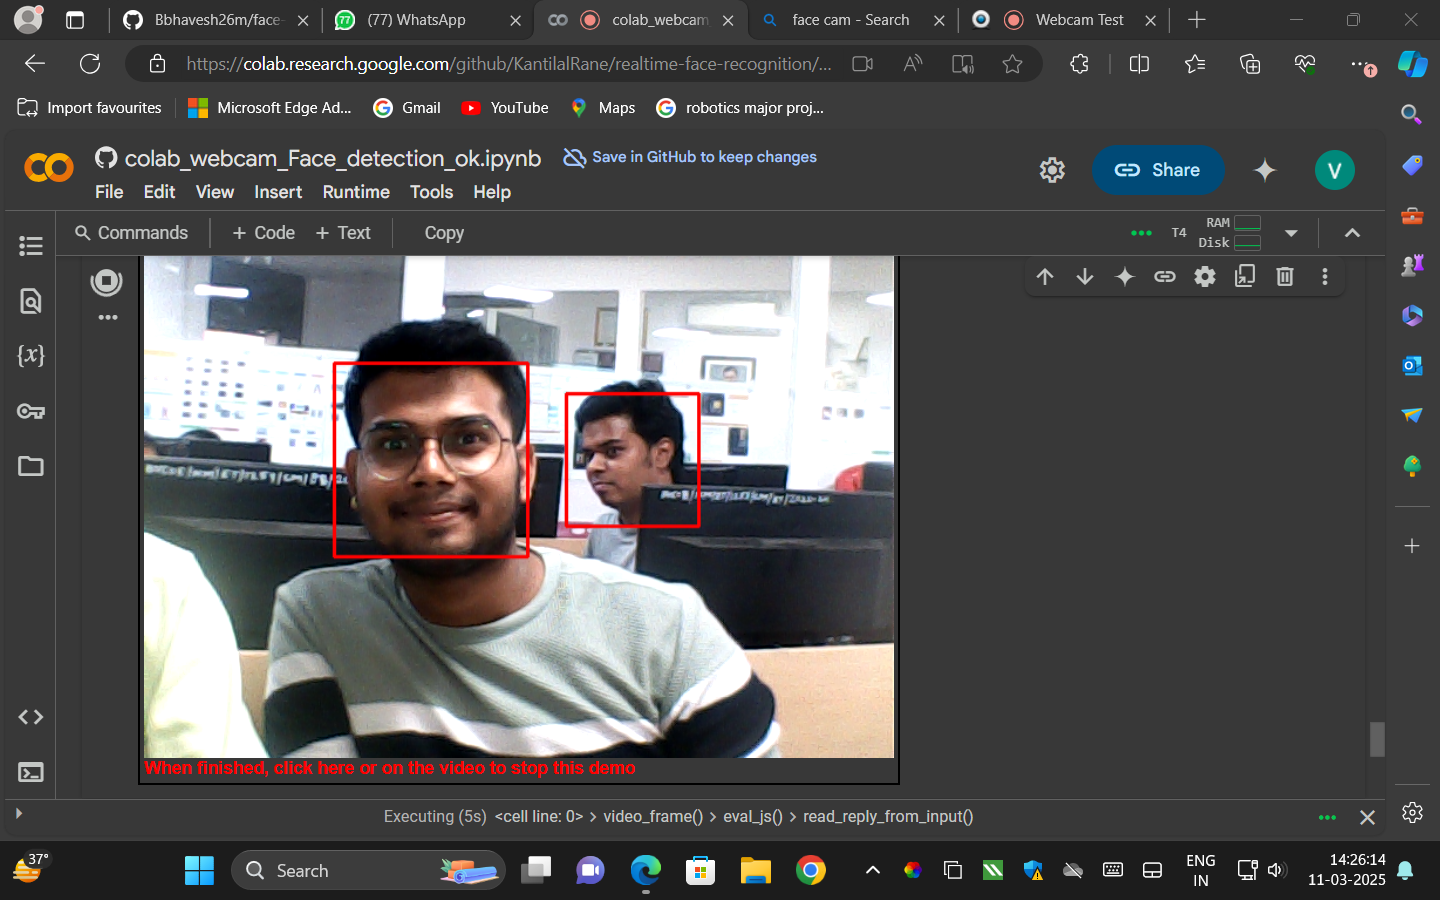 Bbhavesh26m/face-
(77) WhatsApp
colab_webcam
face cam - Search
Webcam Test
https://colab.research.google.com/github/KantilalRane/realtime-face-recognition/...
Import favourites
Microsoft Edge Ad...
Gmail
YouTube
Maps
robotics major proj...
colab_webcam_Face_detection_ok.ipynb
Save in GitHub to keep changes
Share
V
File Edit View Insert Runtime Tools Help
Commands
+ Code + Text
Copy
T4
RAM
Disk
When finished, click here or on the video to stop this demo
Executing (5s) <cell line: 0> > video_frame() > eval_js() > read_reply_from_input()
37°
Search
ENG
IN
14:26:14
11-03-2025